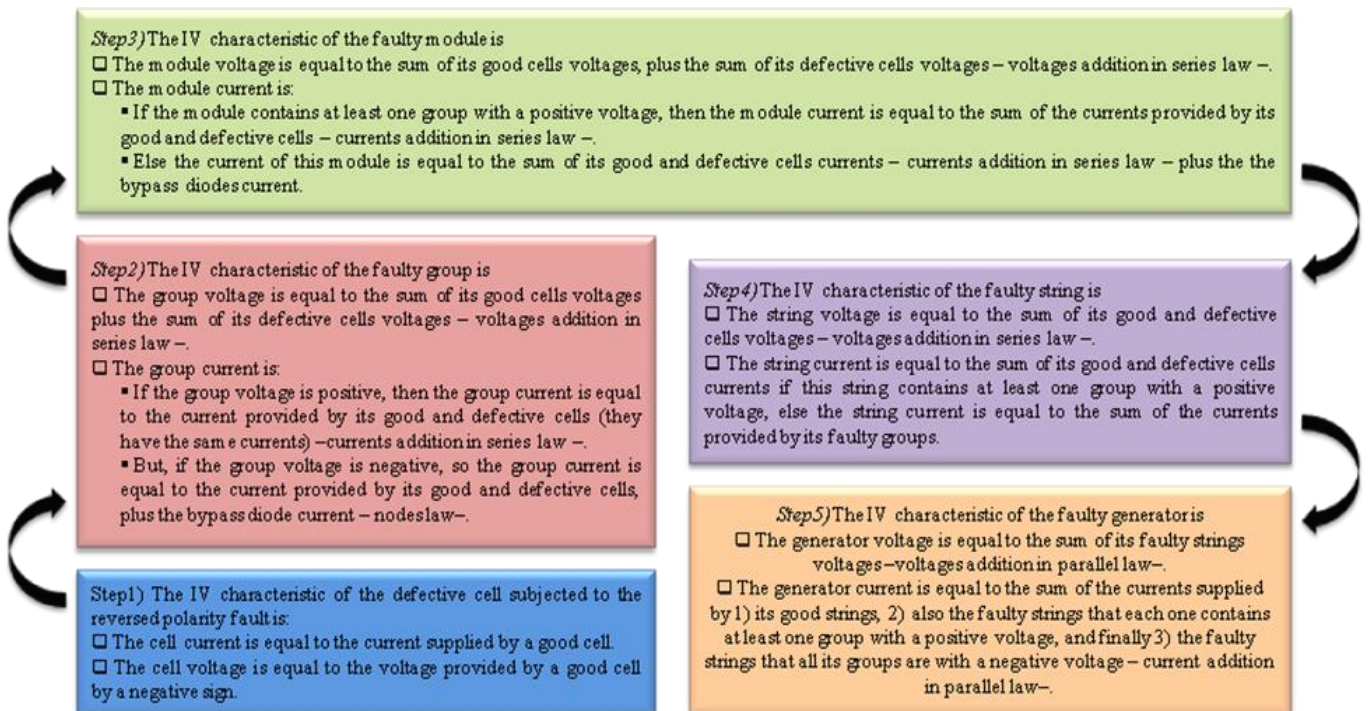 Step3) The IV characteristic of the faulty module is
❑ The module voltage is equal to the sum of its good cells voltages, plus the sum of its defective cells voltages – voltages addition in series law –.
❑ The module current is:
▪ If the module contains at least one group with a positive voltage, then the module current is equal to the sum of the currents provided by its
good and defective cells – currents addition in series law –.
▪ Else the current of this module is equal to the sum of its good and defective cells currents – currents addition in series law – plus the the
bypass diodes current.
Step2) The IV characteristic of the faulty group is
❑ The group voltage is equal to the sum of its good cells voltages
plus the sum of its defective cells voltages – voltages addition in
series law –.
❑ The group current is:
▪ If the group voltage is positive, then the group current is equal
to the current provided by its good and defective cells (they
have the same currents) –currents addition in series law –.
▪ But, if the group voltage is negative, so the group current is
equal to the current provided by its good and defective cells,
plus the bypass diode current – nodes law–.
Step1) The IV characteristic of the defective cell subjected to the
reversed polarity fault is:
❑ The cell current is equal to the current supplied by a good cell.
❑ The cell voltage is equal to the voltage provided by a good cell
by a negative sign.
Step4) The IV characteristic of the faulty string is
❑ The string voltage is equal to the sum of its good and defective
cells voltages – voltages addition in series law –.
❑ The string current is equal to the sum of its good and defective cells
currents if this string contains at least one group with a positive
voltage, else the string current is equal to the sum of the currents
provided by its faulty groups.
Step5) The IV characteristic of the faulty generator is
❑ The generator voltage is equal to the sum of its faulty strings
voltages–voltages addition in parallel law–.
❑ The generator current is equal to the sum of the currents supplied
by 1) its good strings, 2) also the faulty strings that each one contains
at least one group with a positive voltage, and finally 3) the faulty
strings that all its groups are with a negative voltage – current addition
in parallel law–.